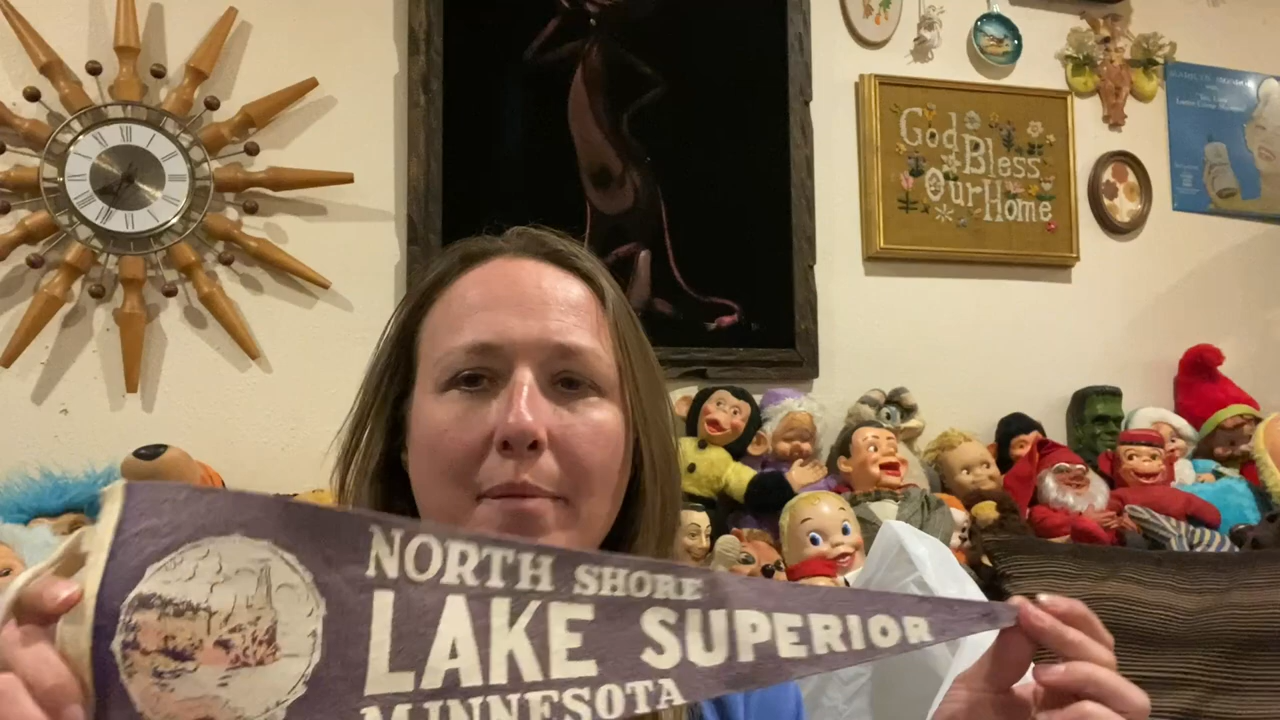 God
Bless
Our Home
NORTH SHORE
LAKE SUPERIOR
MINNESOTA